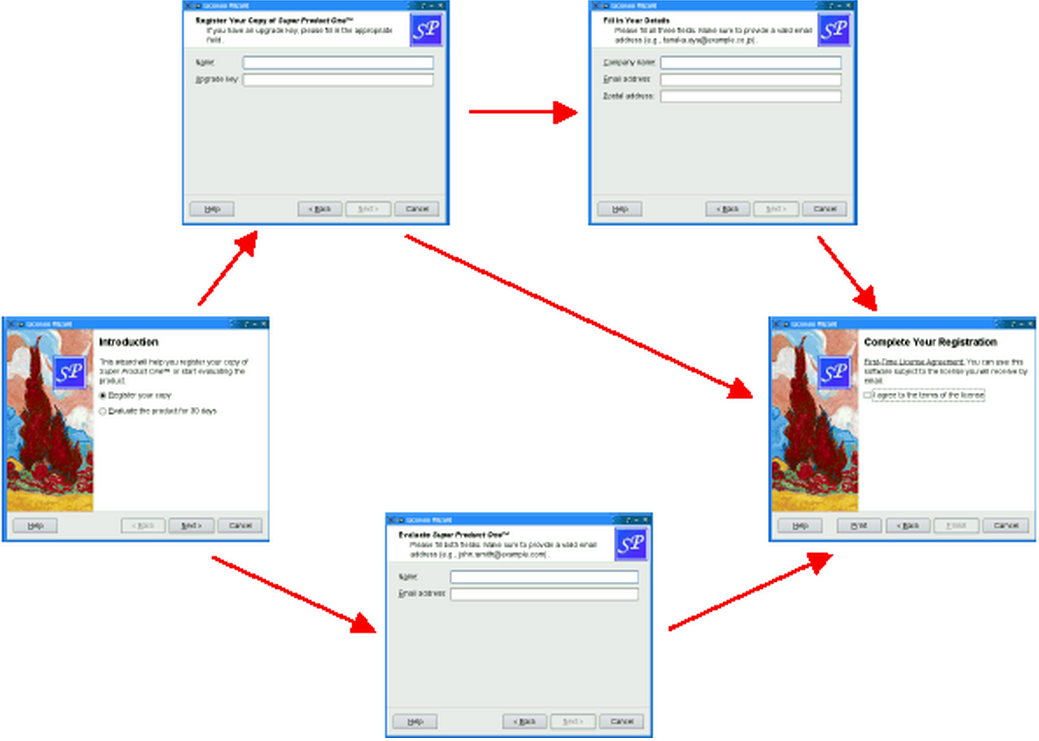 License Wizard
Register Your Copy of Super Product One™
If you have an upgrade key, please fill in the appropriate
field.
SP
Name:
Upgrade key:
Help
< Back
Next >
Cancel
License Wizard
Fill in Your Details
Please fill all three fields. Make sure to provide a valid email
address (e.g., tanaka.aya@example.co.jp).
SP
Company name:
Email address:
Postal address:
Help
< Back
Next >
Cancel
License Wizard
Introduction
This wizard will help you register your copy of
Super Product One™ or start evaluating the
product.
SP
Register your copy
Evaluate the product for 30 days
Help
< Back
Next >
Cancel
License Wizard
Complete Your Registration
First-Time License Agreement: You can use this
software subject to the license you will receive by
email.
SP
I agree to the terms of the license
Help
Print
< Back
Finish
Cancel
License Wizard
Evaluate Super Product One™
Please fill both fields. Make sure to provide a valid email
address (e.g., john.smith@example.com).
SP
Name:
Email address:
Help
< Back
Next >
Cancel